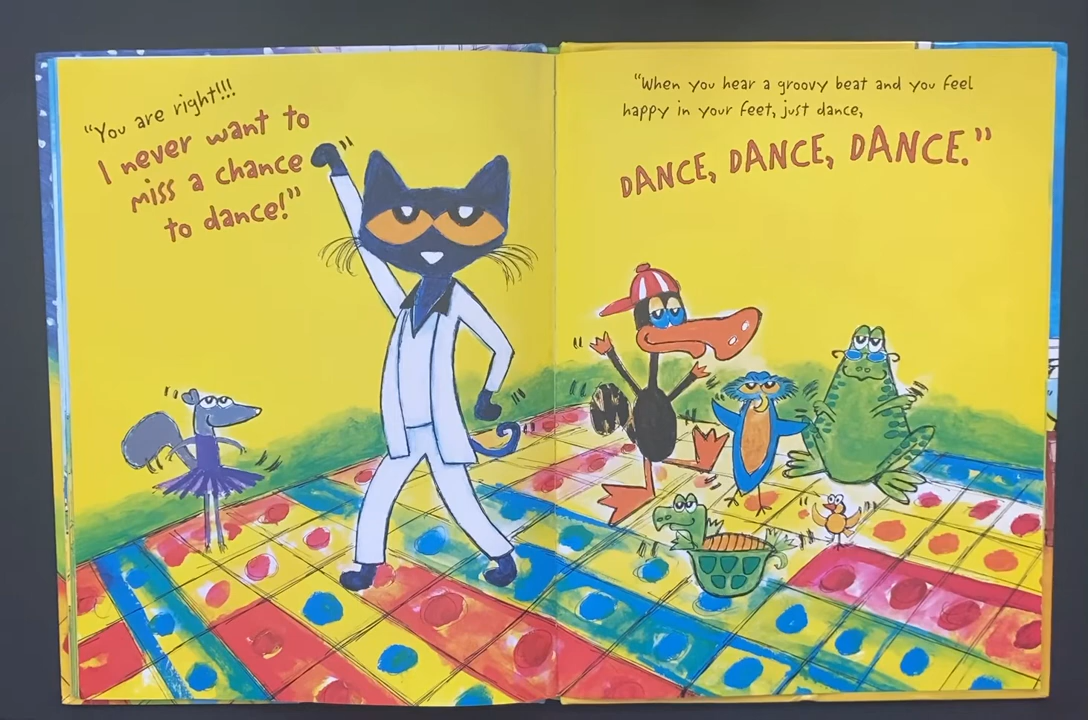 "You are right!!!
I never want to
miss a chance
to dance!"
"When you hear a groovy beat and you feel
happy in your feet, just dance,
DANCE, DANCE, DANCE."